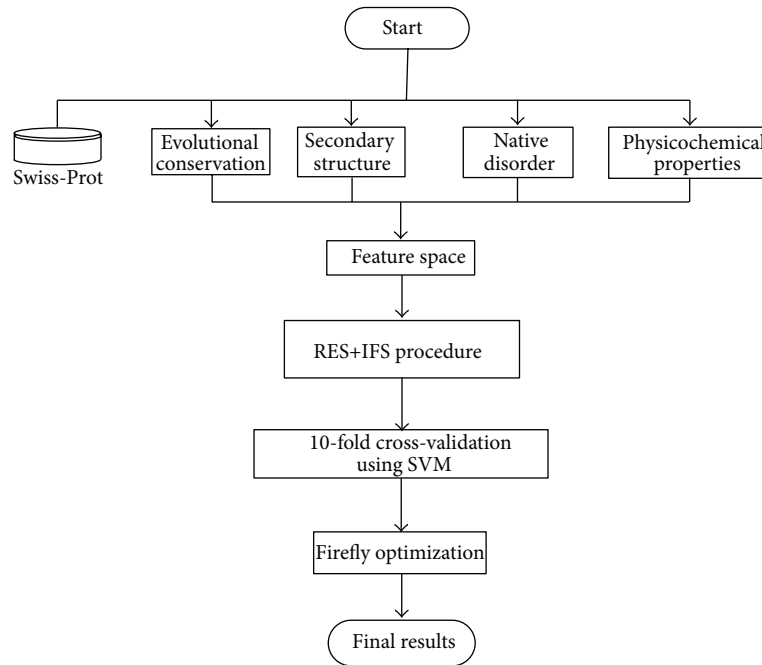 Start
Swiss-Prot
Evolutional
conservation
Secondary
structure
Native
disorder
Physicochemical
properties
Feature space
RES+IFS procedure
10-fold cross-validation
using SVM
Firefly optimization
Final results